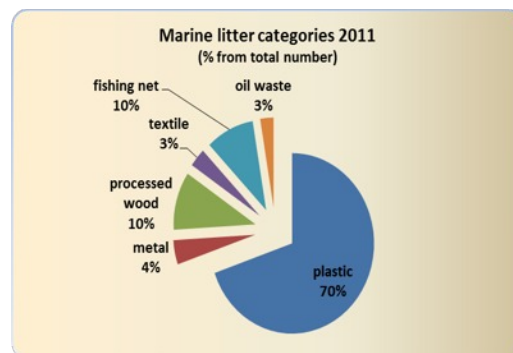 Marine litter categories 2011
(% from total number)
fishing net
10%
oil waste
3%
textile
3%
processed
wood
10%
metal
4%
plastic
70%